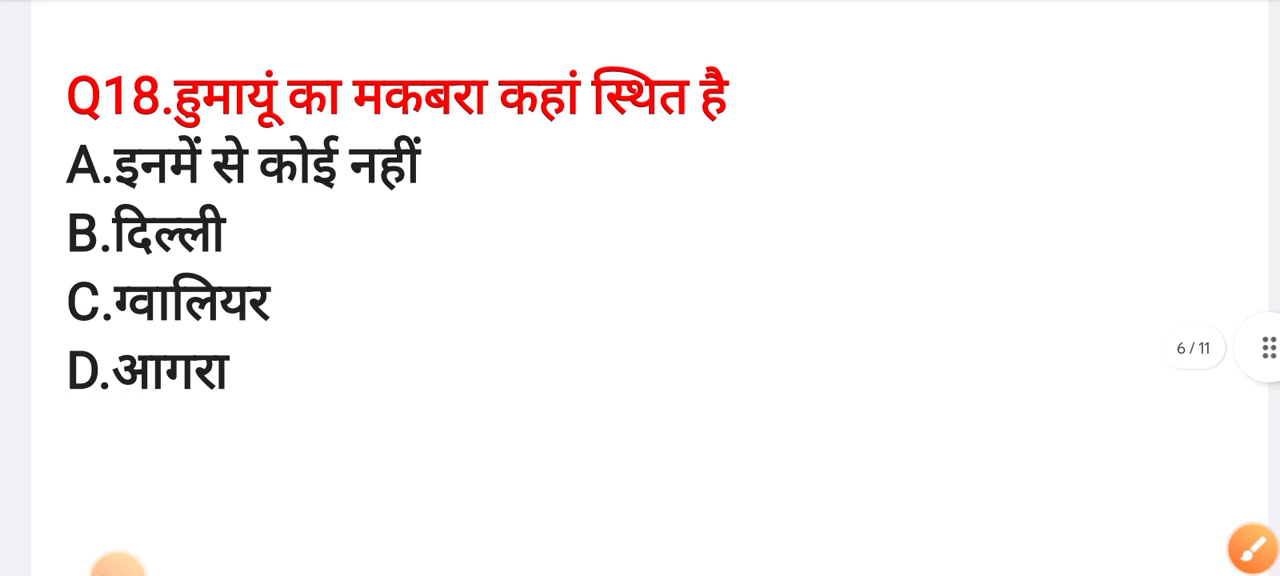 Q18.हुमायूं का मकबरा कहां स्थित है
A.इनमें से कोई नहीं
B.दिल्ली
C.ग्वालियर
D.आगरा
6 / 11